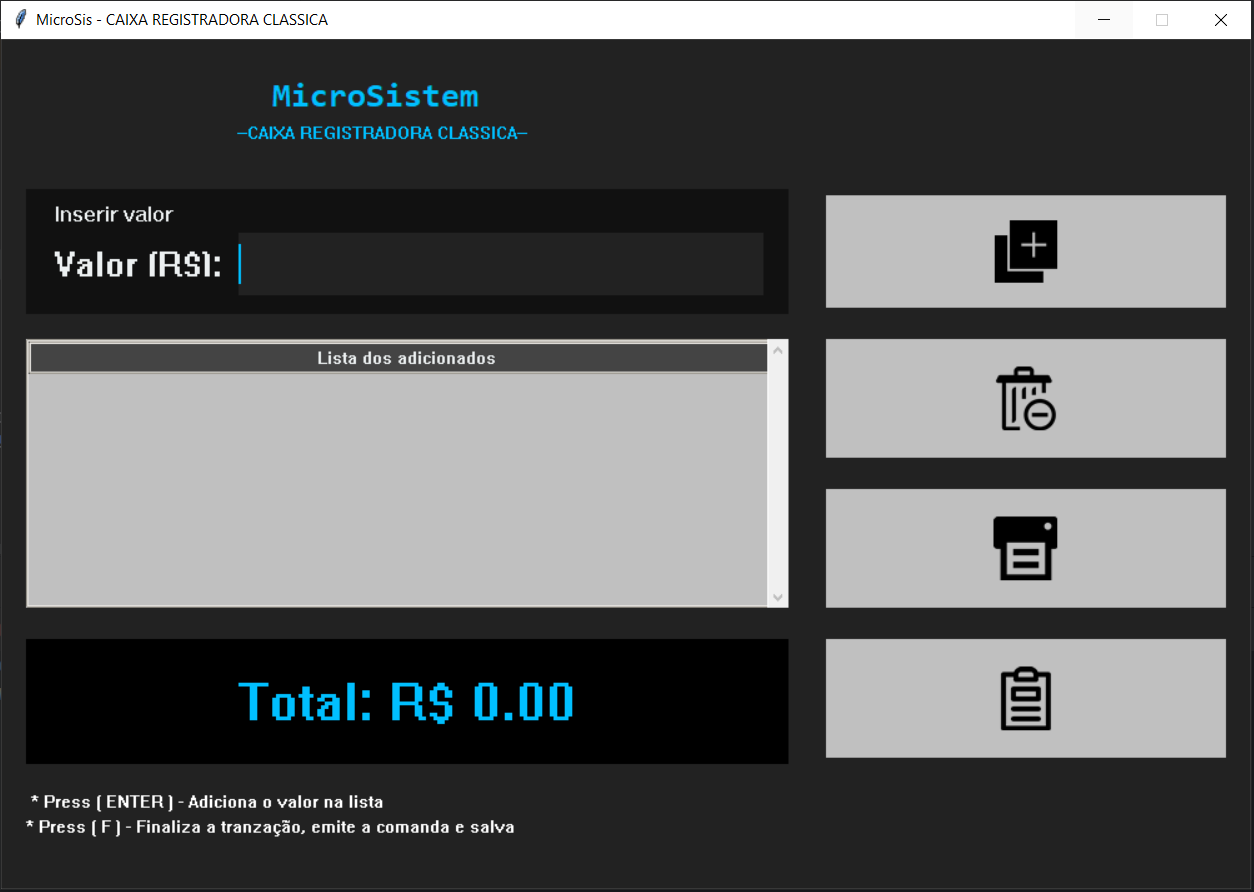 MicroSis - CAIXA REGISTRADORA CLASSICA
MicroSistem
--CAIXA REGISTRADORA CLASSICA--
Inserir valor
Valor (R$):
Lista dos adicionados
Total: R$ 0.00
* Press ( ENTER ) - Adiciona o valor na lista
* Press ( F ) - Finaliza a tranzação, emite a comanda e salva